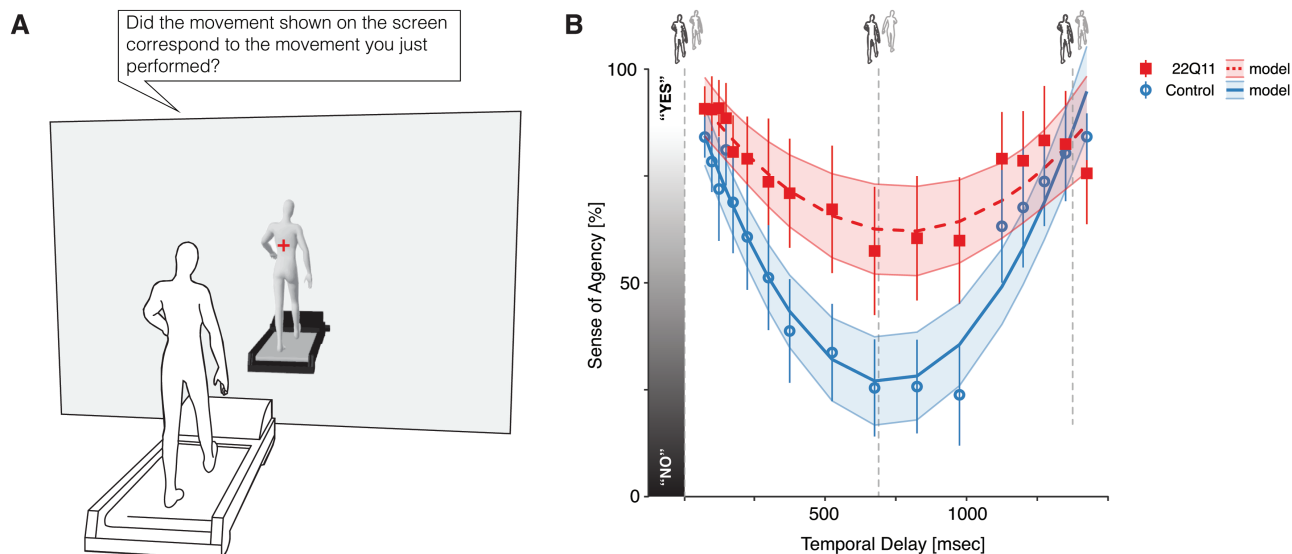 A
Did the movement shown on the screen
correspond to the movement you just
performed?
B
22Q11
model
Control
model
100
50
0
"YES"
"NO"
Sense of Agency [%]
500
1000
Temporal Delay [msec]